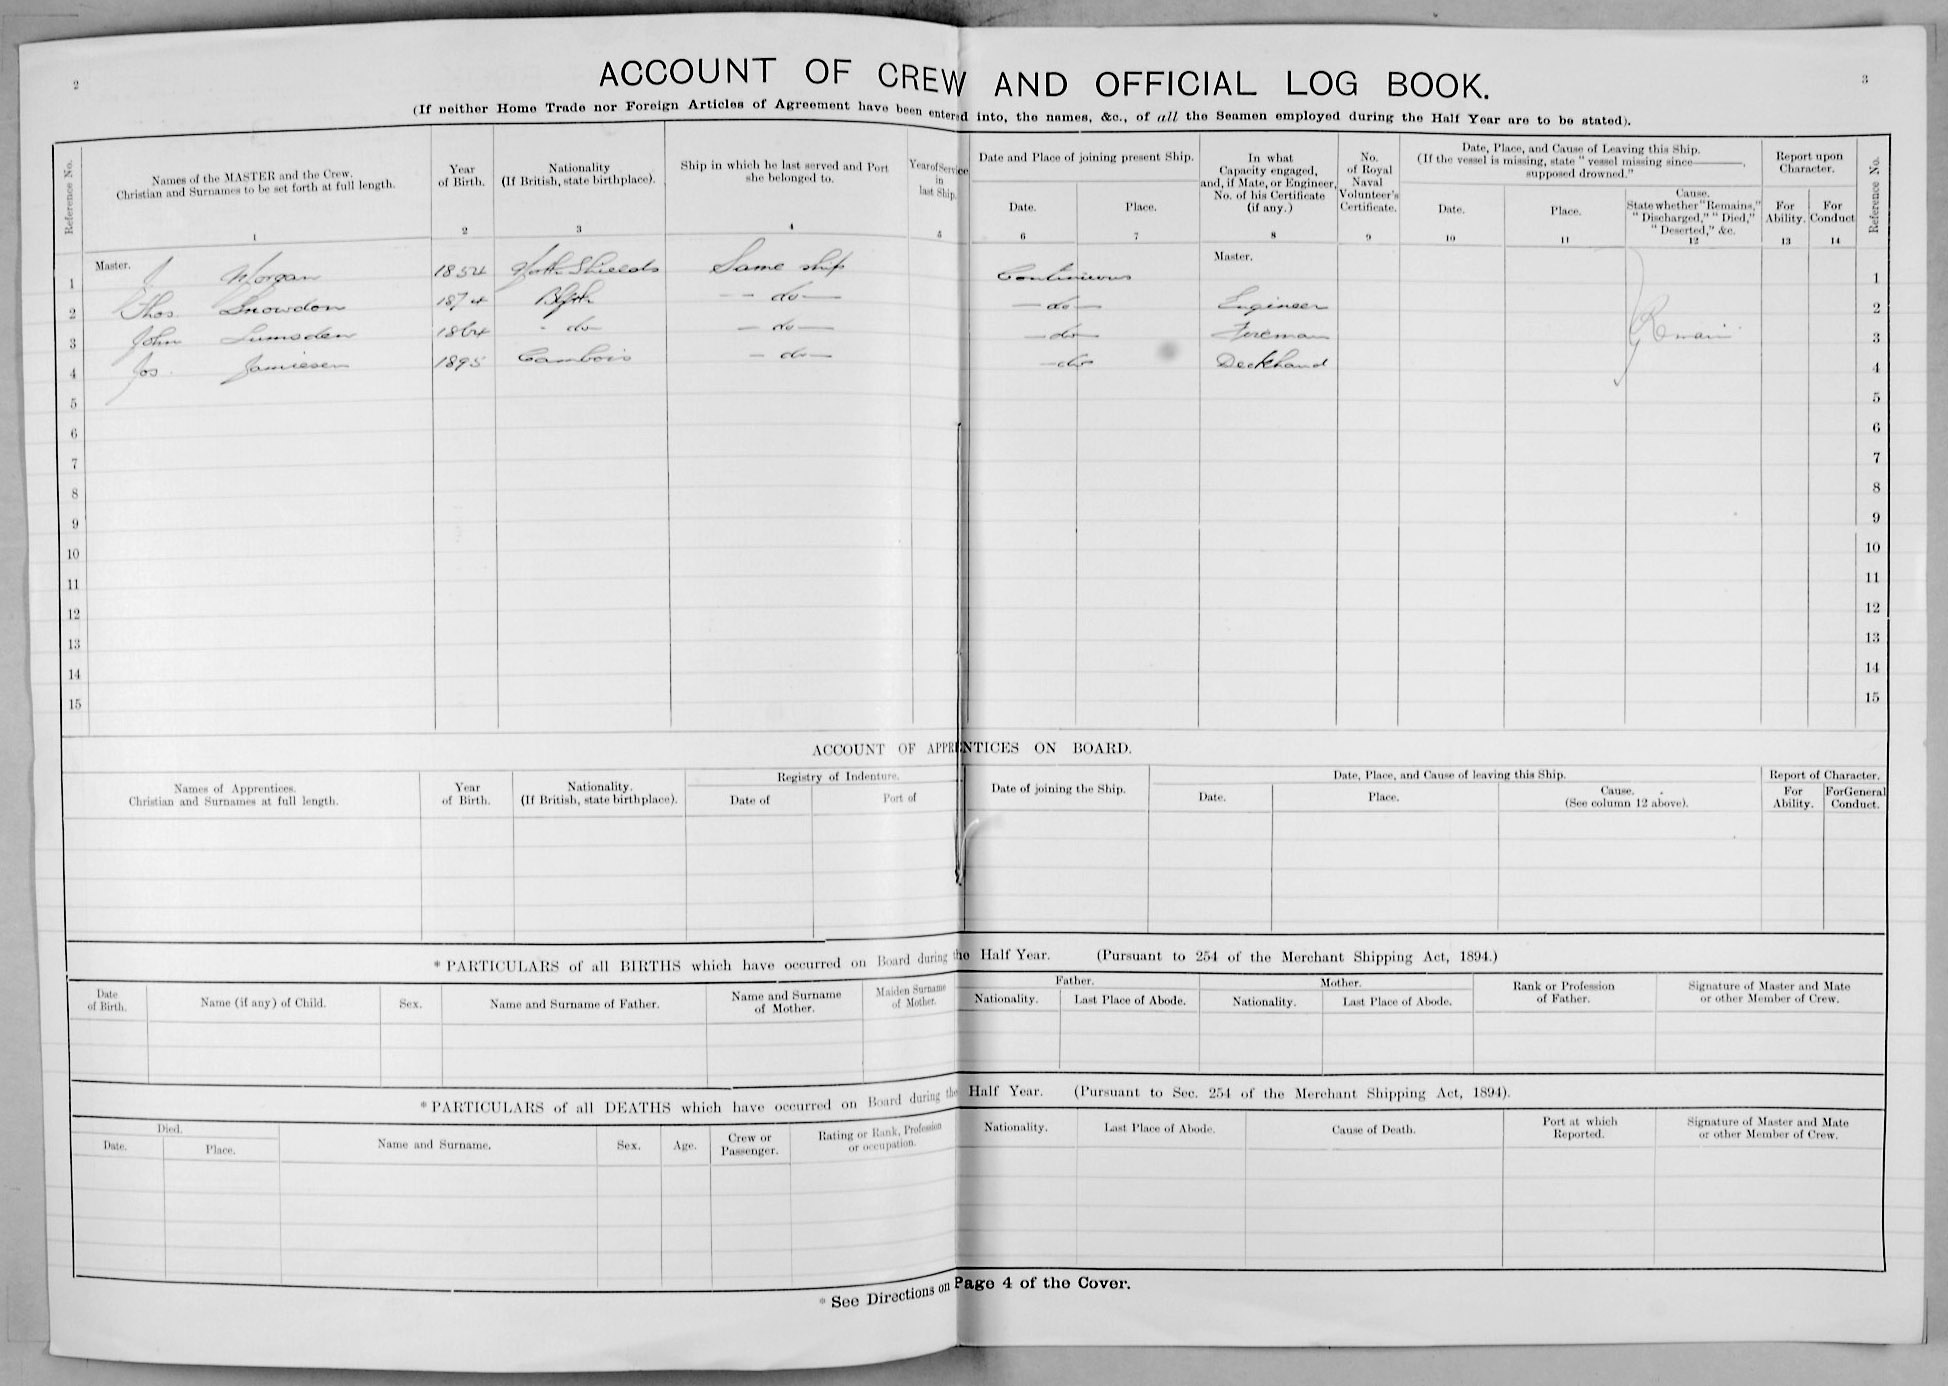 2
3
ACCOUNT OF CREW AND OFFICIAL LOG BOOK.
(If neither Home Trade nor Foreign Articles of Agreement have been entered into, the names, &c., of all the Seamen employed during the Half Year are to be stated).
Reference No.
Names of the MASTER and the Crew.
Christian and Surnames to be set forth at full length.
1
Year
of Birth.
2
Nationality
(If British, state birthplace).
3
Ship in which he last served and Port
she belonged to.
4
Year of Service
in
last Ship.
5
Date and Place of joining present Ship.
Date.
6
Place.
7
In what
Capacity engaged,
and, if Mate, or Engineer,
No. of his Certificate
(if any.)
8
No.
of Royal
Naval
Volunteer's
Certificate.
9
Date, Place, and Cause of Leaving this Ship.
(If the vessel is missing, state "vessel missing since———,
supposed drowned."
Date.
10
Place.
11
Cause.
State whether "Remains,"
"Discharged," "Died,"
"Deserted," &c.
12
Report upon
Character.
For
Ability.
13
For
Conduct
14
Reference No.
1 Master. J Morgan 1854 North Shields Same ship Continuous Master. 1
2 Thos. Snowdon 1874 Blyth — do — — do — Engineer 2
3 John Lumsden 1864 - do — do — — do — Fireman Remain 3
4 Jos. Jamieson 1895 Cambois — do — — do Deckhand 4
5 5
6 6
7 7
8 8
9 9
10 10
11 11
12 12
13 13
14 14
15 15
ACCOUNT OF APPRENTICES ON BOARD.
Names of Apprentices.
Christian and Surnames at full length.
Year
of Birth.
Nationality.
(If British, state birthplace).
Registry of Indenture.
Date of
Port of
Date of joining the Ship.
Date, Place, and Cause of leaving this Ship.
Date.
Place.
Cause.
(See column 12 above).
Report of Character.
For
Ability.
For General
Conduct.
* PARTICULARS of all BIRTHS which have occurred on Board during the Half Year. (Pursuant to 254 of the Merchant Shipping Act, 1894.)
Date
of Birth.
Name (if any) of Child.
Sex.
Name and Surname of Father.
Name and Surname
of Mother.
Maiden Surname
of Mother.
Father.
Nationality.
Last Place of Abode.
Mother.
Nationality.
Last Place of Abode.
Rank or Profession
of Father.
Signature of Master and Mate
or other Member of Crew.
* PARTICULARS of all DEATHS which have occurred on Board during the Half Year. (Pursuant to Sec. 254 of the Merchant Shipping Act, 1894).
Died.
Date.
Place.
Name and Surname.
Sex.
Age.
Crew or
Passenger.
Rating or Rank, Profession
or occupation.
Nationality.
Last Place of Abode.
Cause of Death.
Port at which
Reported.
Signature of Master and Mate
or other Member of Crew.
* See Directions on Page 4 of the Cover.